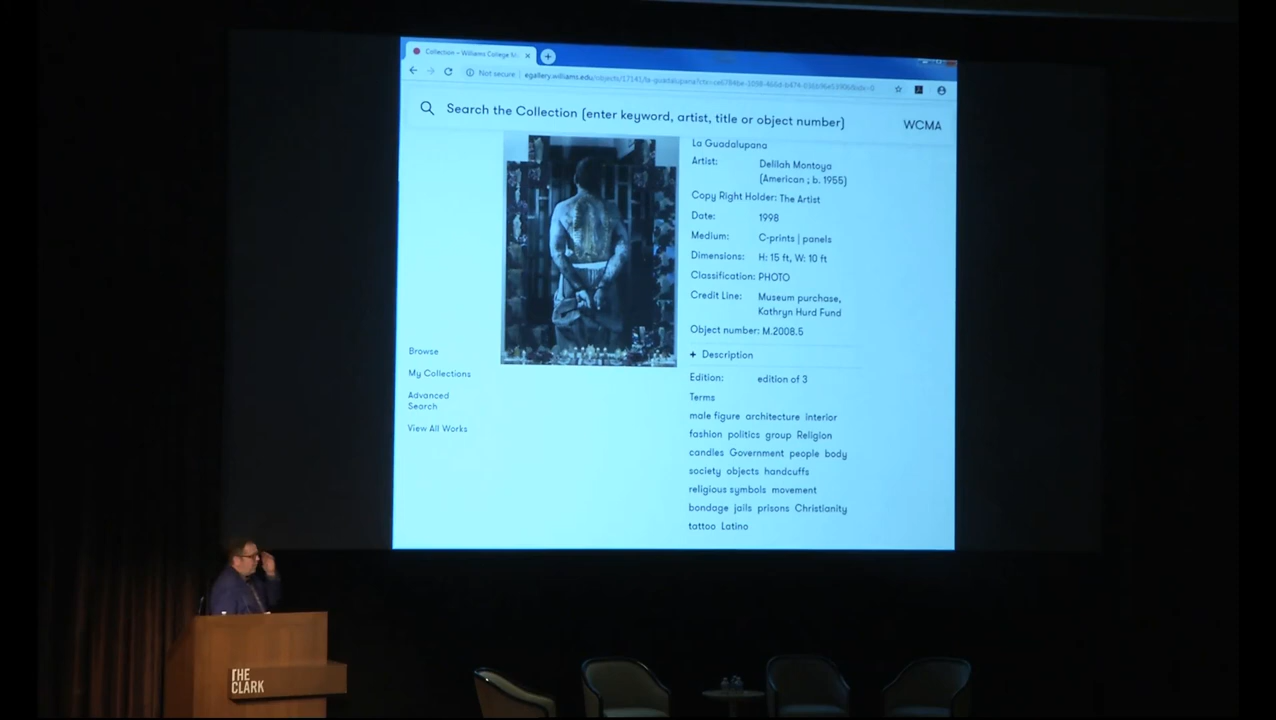 Collection – Williams College M
Not secure | egallery.williams.edu
Search the Collection (enter keyword, artist, title or object number)
WCMA
La Guadalupana
Artist: Delilah Montoya
(American ; b. 1955)
Copy Right Holder: The Artist
Date: 1998
Medium: C-prints | panels
Dimensions: H: 15 ft, W: 10 ft
Classification: PHOTO
Credit Line: Museum purchase,
Kathryn Hurd Fund
Object number: M.2008.5
+ Description
Edition: edition of 3
Terms
male figure architecture interior
fashion politics group Religion
candles Government people body
society objects handcuffs
religious symbols movement
bondage jails prisons Christianity
tattoo Latino
Browse
My Collections
Advanced
Search
View All Works
THE
CLARK